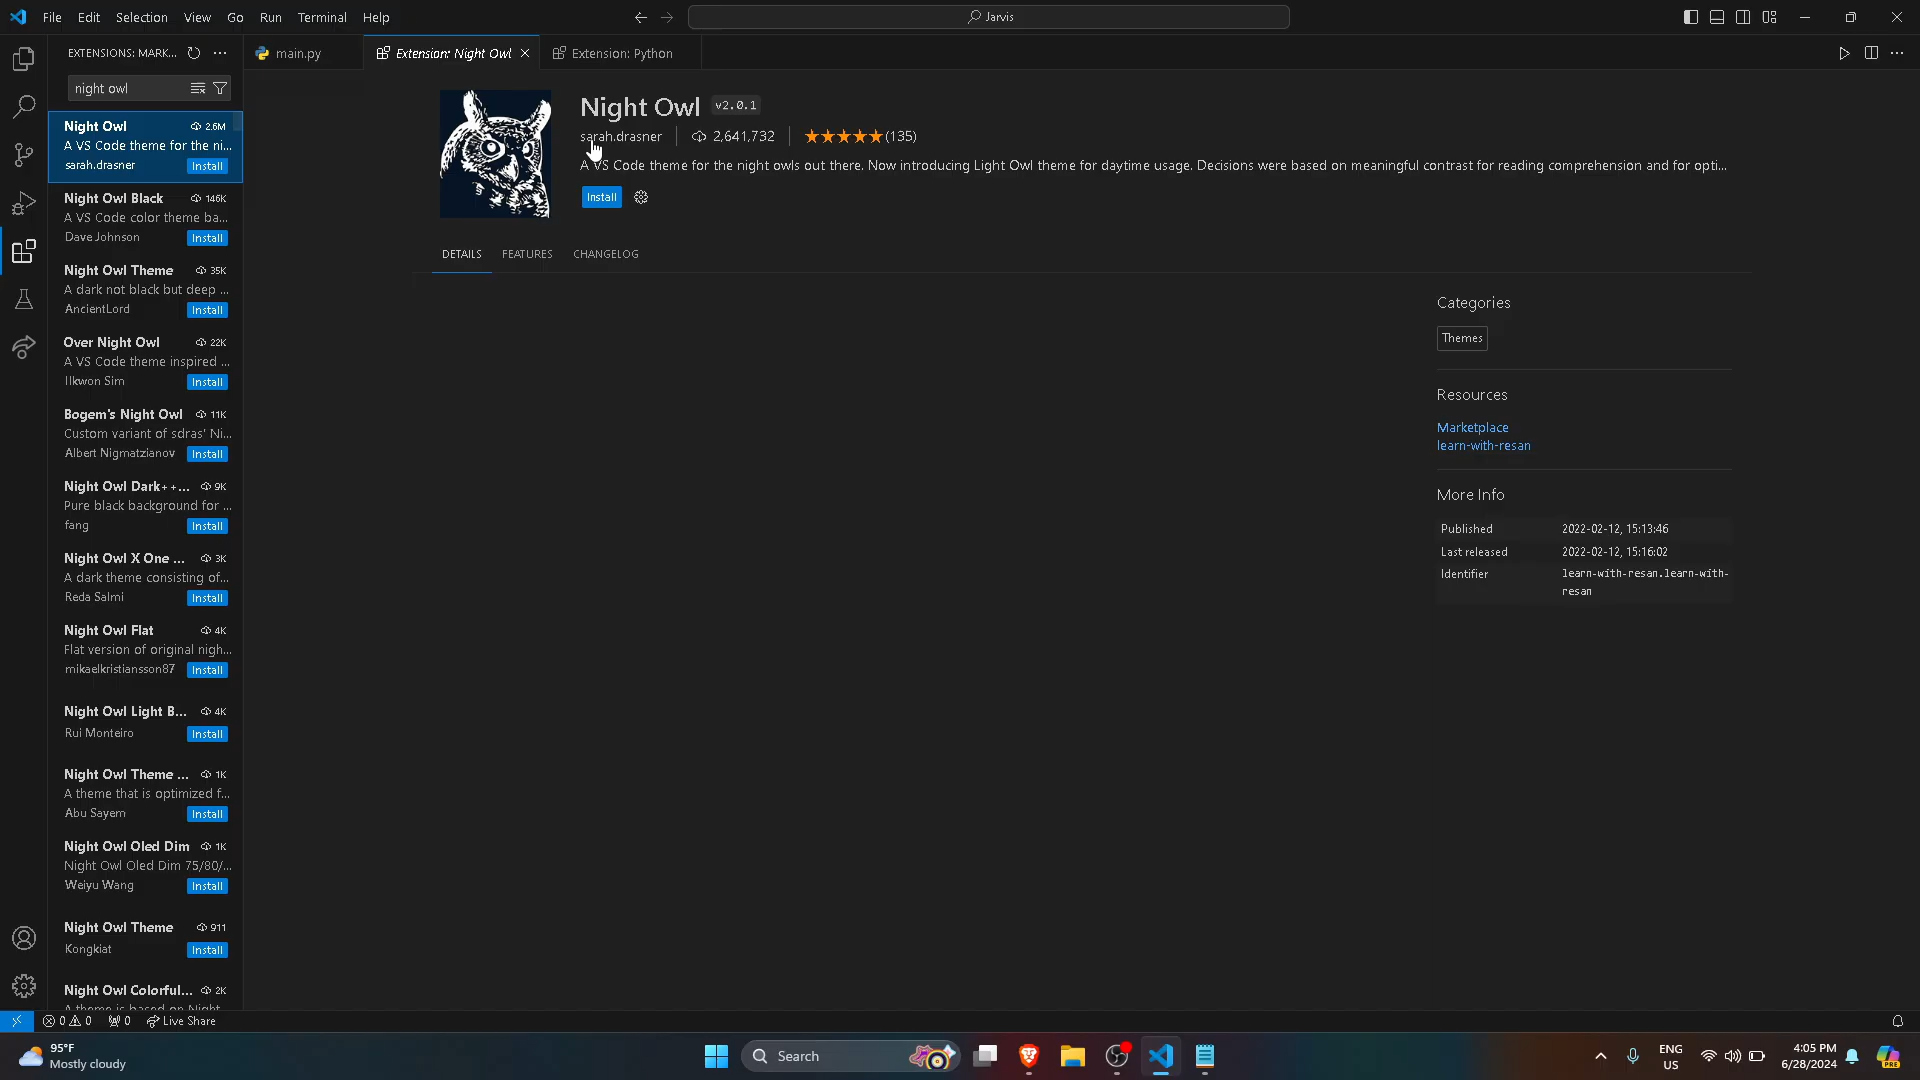 File Edit Selection View Go Run Terminal Help
Jarvis
EXTENSIONS: MARK...
main.py
Extension: Night Owl
Extension: Python
night owl
Night Owl 2.6M
A VS Code theme for the ni...
sarah.drasner Install
Night Owl Black 146K
A VS Code color theme ba...
Dave Johnson Install
Night Owl Theme 35K
A dark not black but deep ...
AncientLord Install
Over Night Owl 22K
A VS Code theme inspired ...
Ilkwon Sim Install
Bogem's Night Owl 11K
Custom variant of sdras' Ni...
Albert Nigmatzianov Install
Night Owl Dark++... 9K
Pure black background for ...
fang Install
Night Owl X One ... 3K
A dark theme consisting of...
Reda Salmi Install
Night Owl Flat 4K
Flat version of original nigh...
mikaelkristiansson87 Install
Night Owl Light B... 4K
Rui Monteiro Install
Night Owl Theme ... 1K
A theme that is optimized f...
Abu Sayem Install
Night Owl Oled Dim 1K
Night Owl Oled Dim 75/80/...
Weiyu Wang Install
Night Owl Theme 911
Kongkiat Install
Night Owl Colorful... 2K
A theme is based on Night
Night Owl v2.0.1
sarah.drasner 2,641,732 ★★★★★(135)
A VS Code theme for the night owls out there. Now introducing Light Owl theme for daytime usage. Decisions were based on meaningful contrast for reading comprehension and for opti...
Install
DETAILS FEATURES CHANGELOG
Categories
Themes
Resources
Marketplace
learn-with-resan
More Info
Published 2022-02-12, 15:13:46
Last released 2022-02-12, 15:16:02
Identifier learn-with-resan.learn-with-
resan
0 0 0 Live Share
95°F
Mostly cloudy
Search
ENG
US
4:05 PM
6/28/2024
PRE